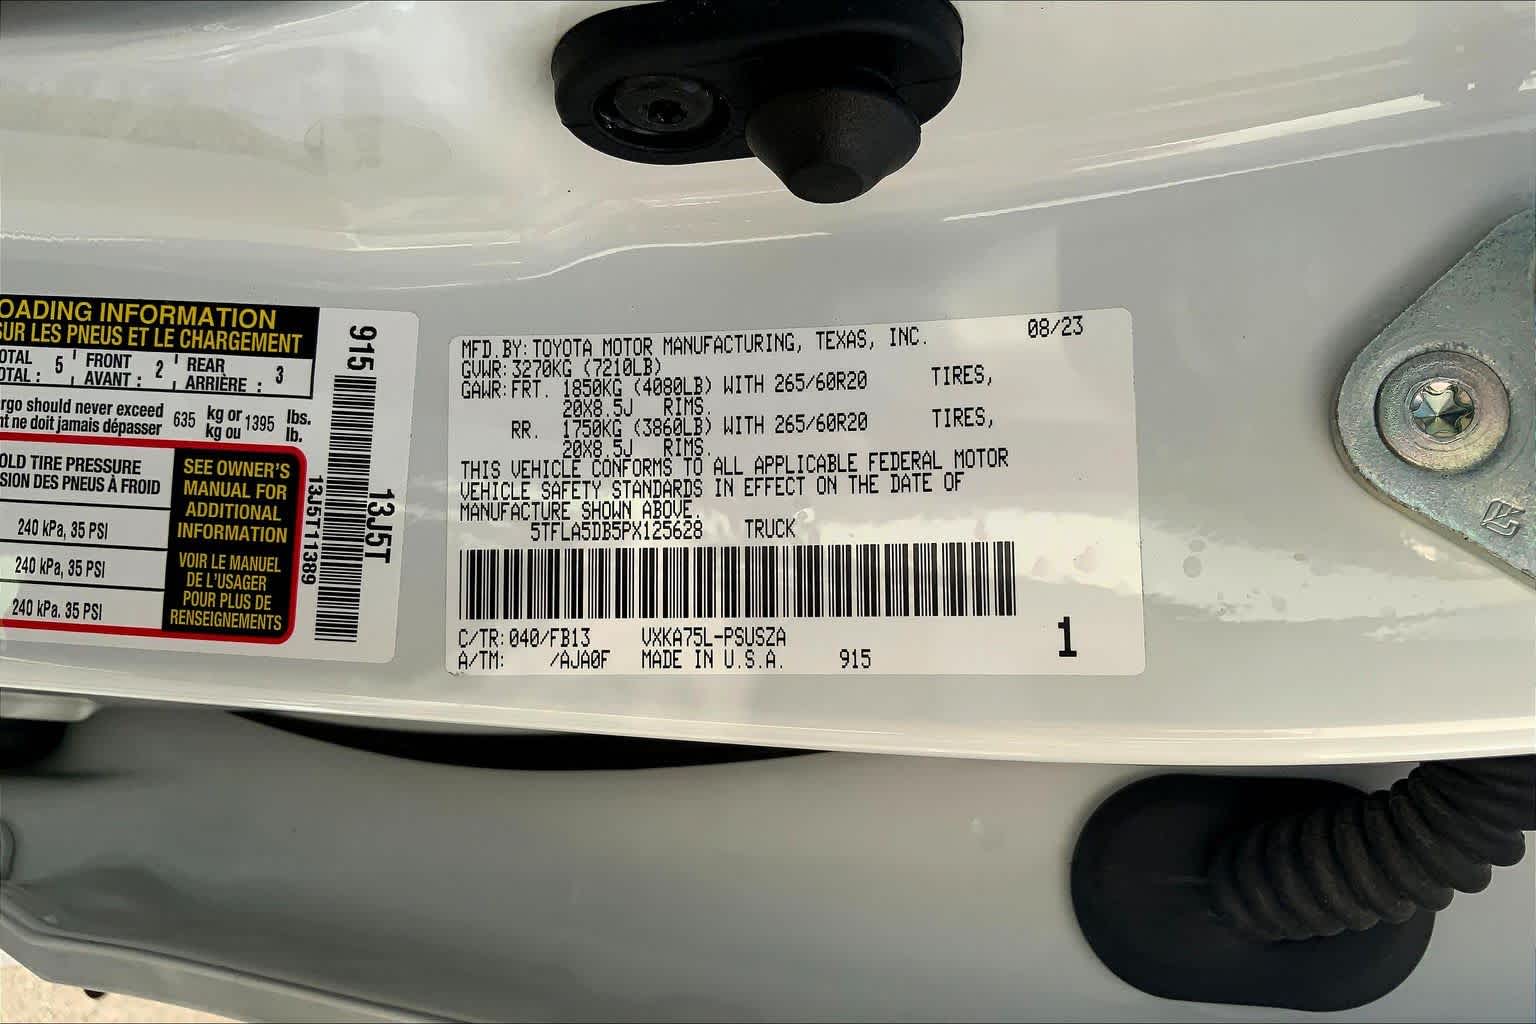 OADING INFORMATION
SUR LES PNEUS ET LE CHARGEMENT
OTAL 5 FRONT 2 REAR 3
OTAL : AVANT : ARRIÈRE :
rgo should never exceed 635 kg or 1395 lbs.
nt ne doit jamais dépasser kg ou lb.
OLD TIRE PRESSURE
SION DES PNEUS À FROID
240 kPa, 35 PSI
240 kPa, 35 PSI
240 kPa. 35 PSI
SEE OWNER'S
MANUAL FOR
ADDITIONAL
INFORMATION
VOIR LE MANUEL
DE L'USAGER
POUR PLUS DE
RENSEIGNEMENTS
915
13J5T
13J5T11389
MFD.BY:TOYOTA MOTOR MANUFACTURING, TEXAS, INC. 08/23
GVWR:3270KG (7210LB)
GAWR:FRT. 1850KG (4080LB) WITH 265/60R20 TIRES,
20X8.5J RIMS.
RR. 1750KG (3860LB) WITH 265/60R20 TIRES,
20X8.5J RIMS.
THIS VEHICLE CONFORMS TO ALL APPLICABLE FEDERAL MOTOR
VEHICLE SAFETY STANDARDS IN EFFECT ON THE DATE OF
MANUFACTURE SHOWN ABOVE.
5TFLA5DB5PX125628 TRUCK
C/TR:040/FB13 VXKA75L-PSUSZA
A/TM: /AJA0F MADE IN U.S.A. 915
1